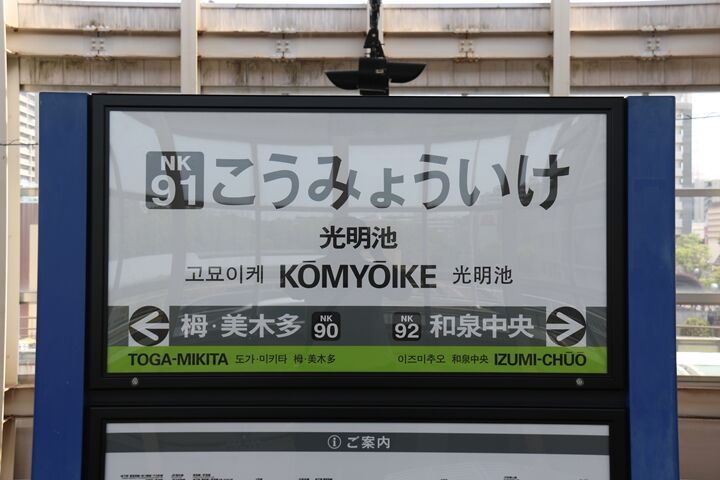 NK
91 こうみょういけ
光明池
고묘이케 KŌMYŌIKE 光明池
← 栂・美木多 NK 90 NK 92 和泉中央 →
TOGA-MIKITA 도가·미키타 栂·美木多 이즈미추오 和泉中央 IZUMI-CHŪŌ
ⓘご案内